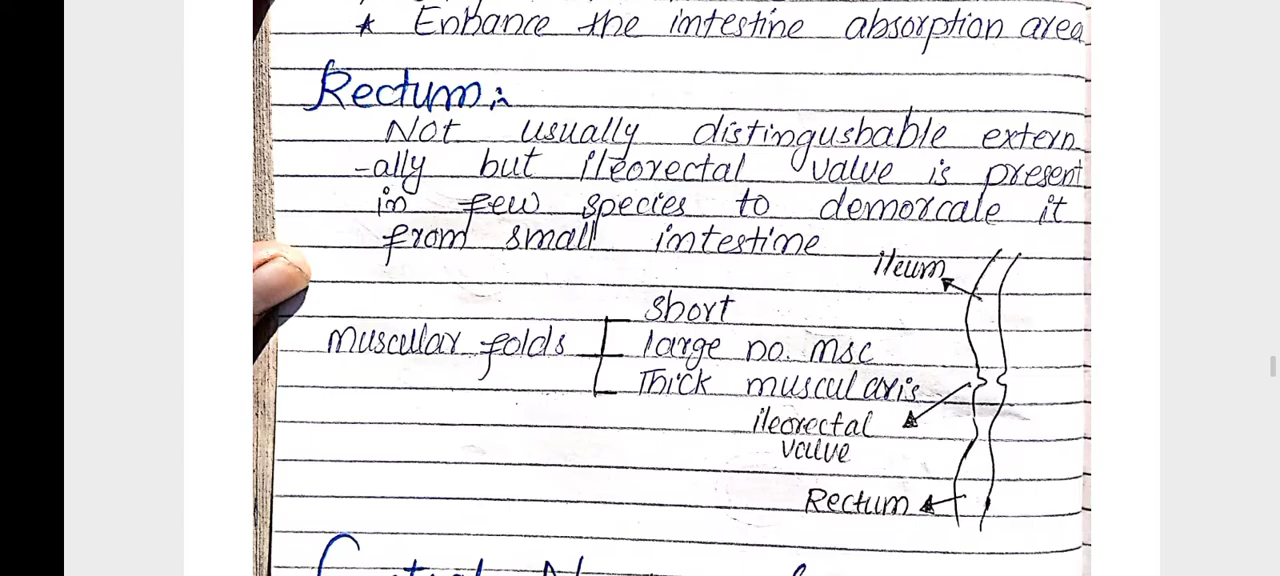 * Enhance the intestine absorption area
Rectum:
Not usually distingushable extern
-ally but ileorectal value is present
in few species to demorcate it
from small intestine
ileum
short
muscular folds
large no. msc
Thick muscularis
ileorectal
value
Rectum